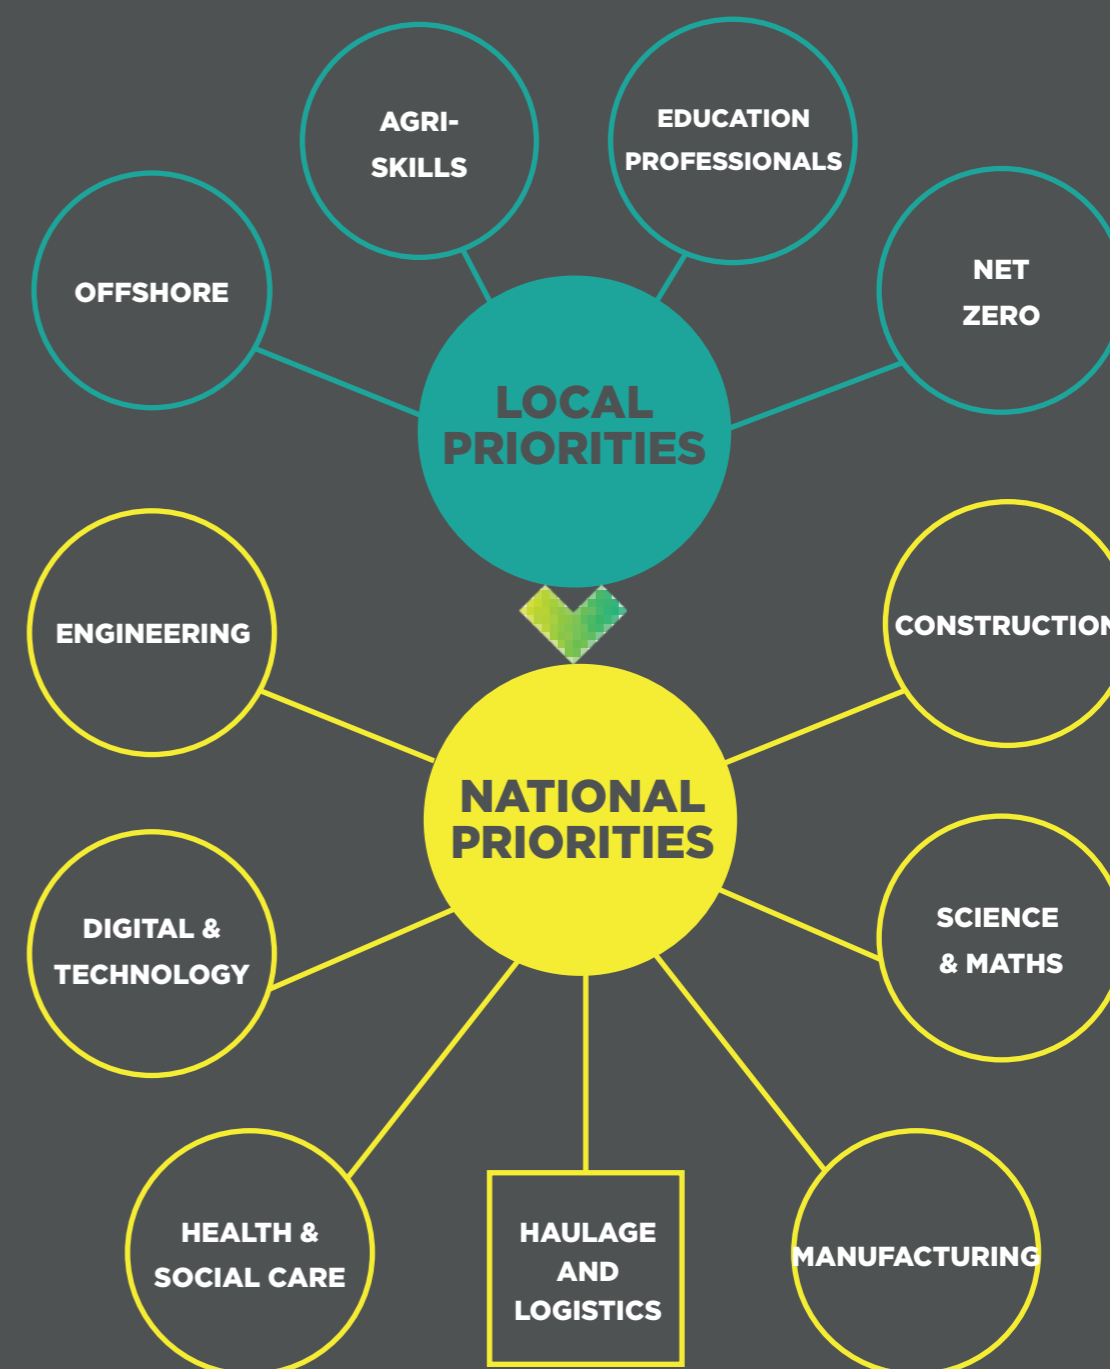 AGRI-
SKILLS
EDUCATION
PROFESSIONALS
OFFSHORE
NET
ZERO
LOCAL
PRIORITIES
ENGINEERING
CONSTRUCTION
NATIONAL
PRIORITIES
DIGITAL &
TECHNOLOGY
SCIENCE
& MATHS
HEALTH &
SOCIAL CARE
HAULAGE
AND
LOGISTICS
MANUFACTURING